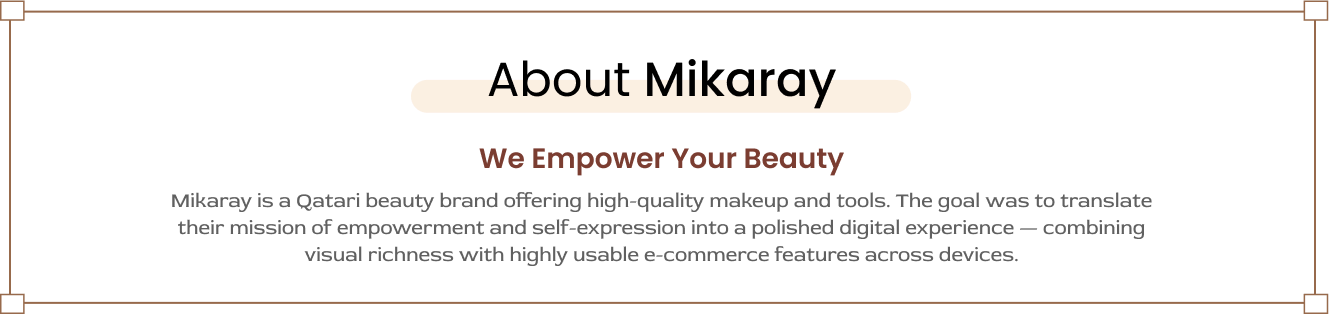 About Mikaray
We Empower Your Beauty
Mikaray is a Qatari beauty brand offering high-quality makeup and tools. The goal was to translate
their mission of empowerment and self-expression into a polished digital experience — combining
visual richness with highly usable e-commerce features across devices.